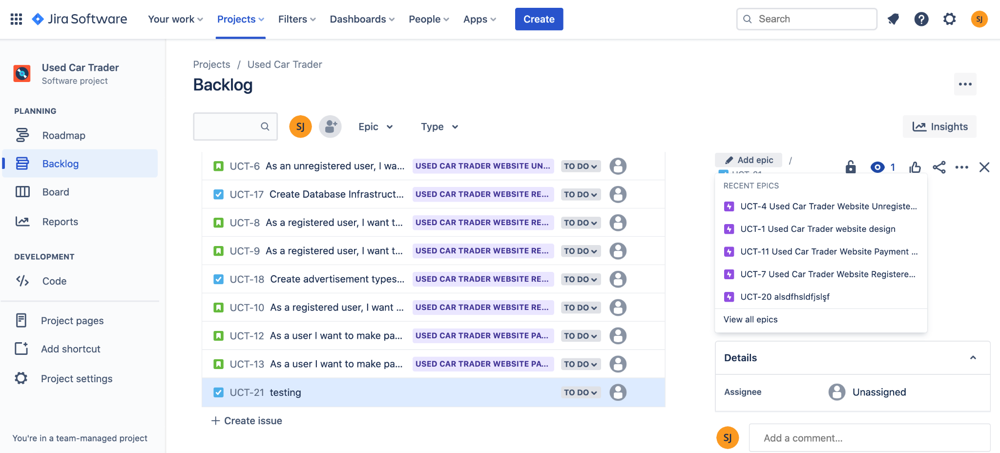 Jira Software
Your work
Projects
Filters
Dashboards
People
Apps
Create
Search
SJ
Used Car Trader
Software project
PLANNING
Roadmap
Backlog
Board
Reports
DEVELOPMENT
Code
Project pages
Add shortcut
Project settings
You're in a team-managed project
Projects / Used Car Trader
Backlog
SJ
Epic
Type
Insights
UCT-6 As an unregistered user, I wa... USED CAR TRADER WEBSITE UN... TO DO
UCT-17 Create Database Infrastruct... USED CAR TRADER WEBSITE RE... TO DO
UCT-8 As a registered user, I want t... USED CAR TRADER WEBSITE RE... TO DO
UCT-9 As a registered user, I want t... USED CAR TRADER WEBSITE RE... TO DO
UCT-18 Create advertisement types... USED CAR TRADER WEBSITE RE... TO DO
UCT-10 As a registered user, I want ... USED CAR TRADER WEBSITE RE... TO DO
UCT-12 As a user I want to make pa... USED CAR TRADER WEBSITE PA... TO DO
UCT-13 As a user I want to make pa... USED CAR TRADER WEBSITE PA... TO DO
UCT-21 testing TO DO
+ Create issue
Add epic /
UCT-21
1
RECENT EPICS
UCT-4 Used Car Trader Website Unregiste...
UCT-1 Used Car Trader website design
UCT-11 Used Car Trader Website Payment ...
UCT-7 Used Car Trader Website Registere...
UCT-20 alsdfhsldfjslşf
View all epics
Details
Assignee
Unassigned
SJ
Add a comment...